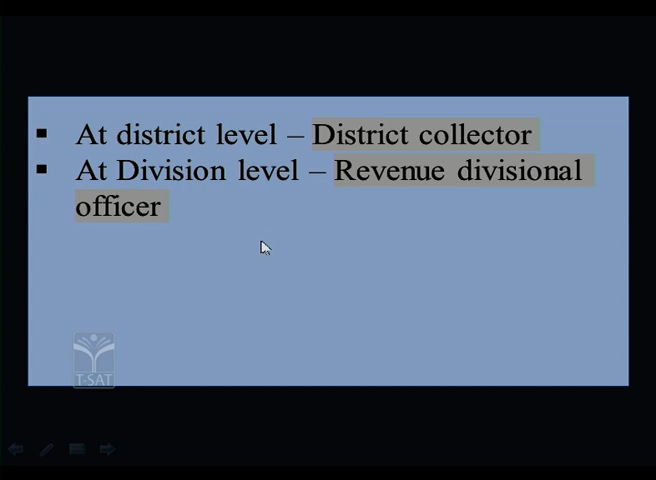 ▪ At district level – District collector
▪ At Division level – Revenue divisional
officer
T-SAT